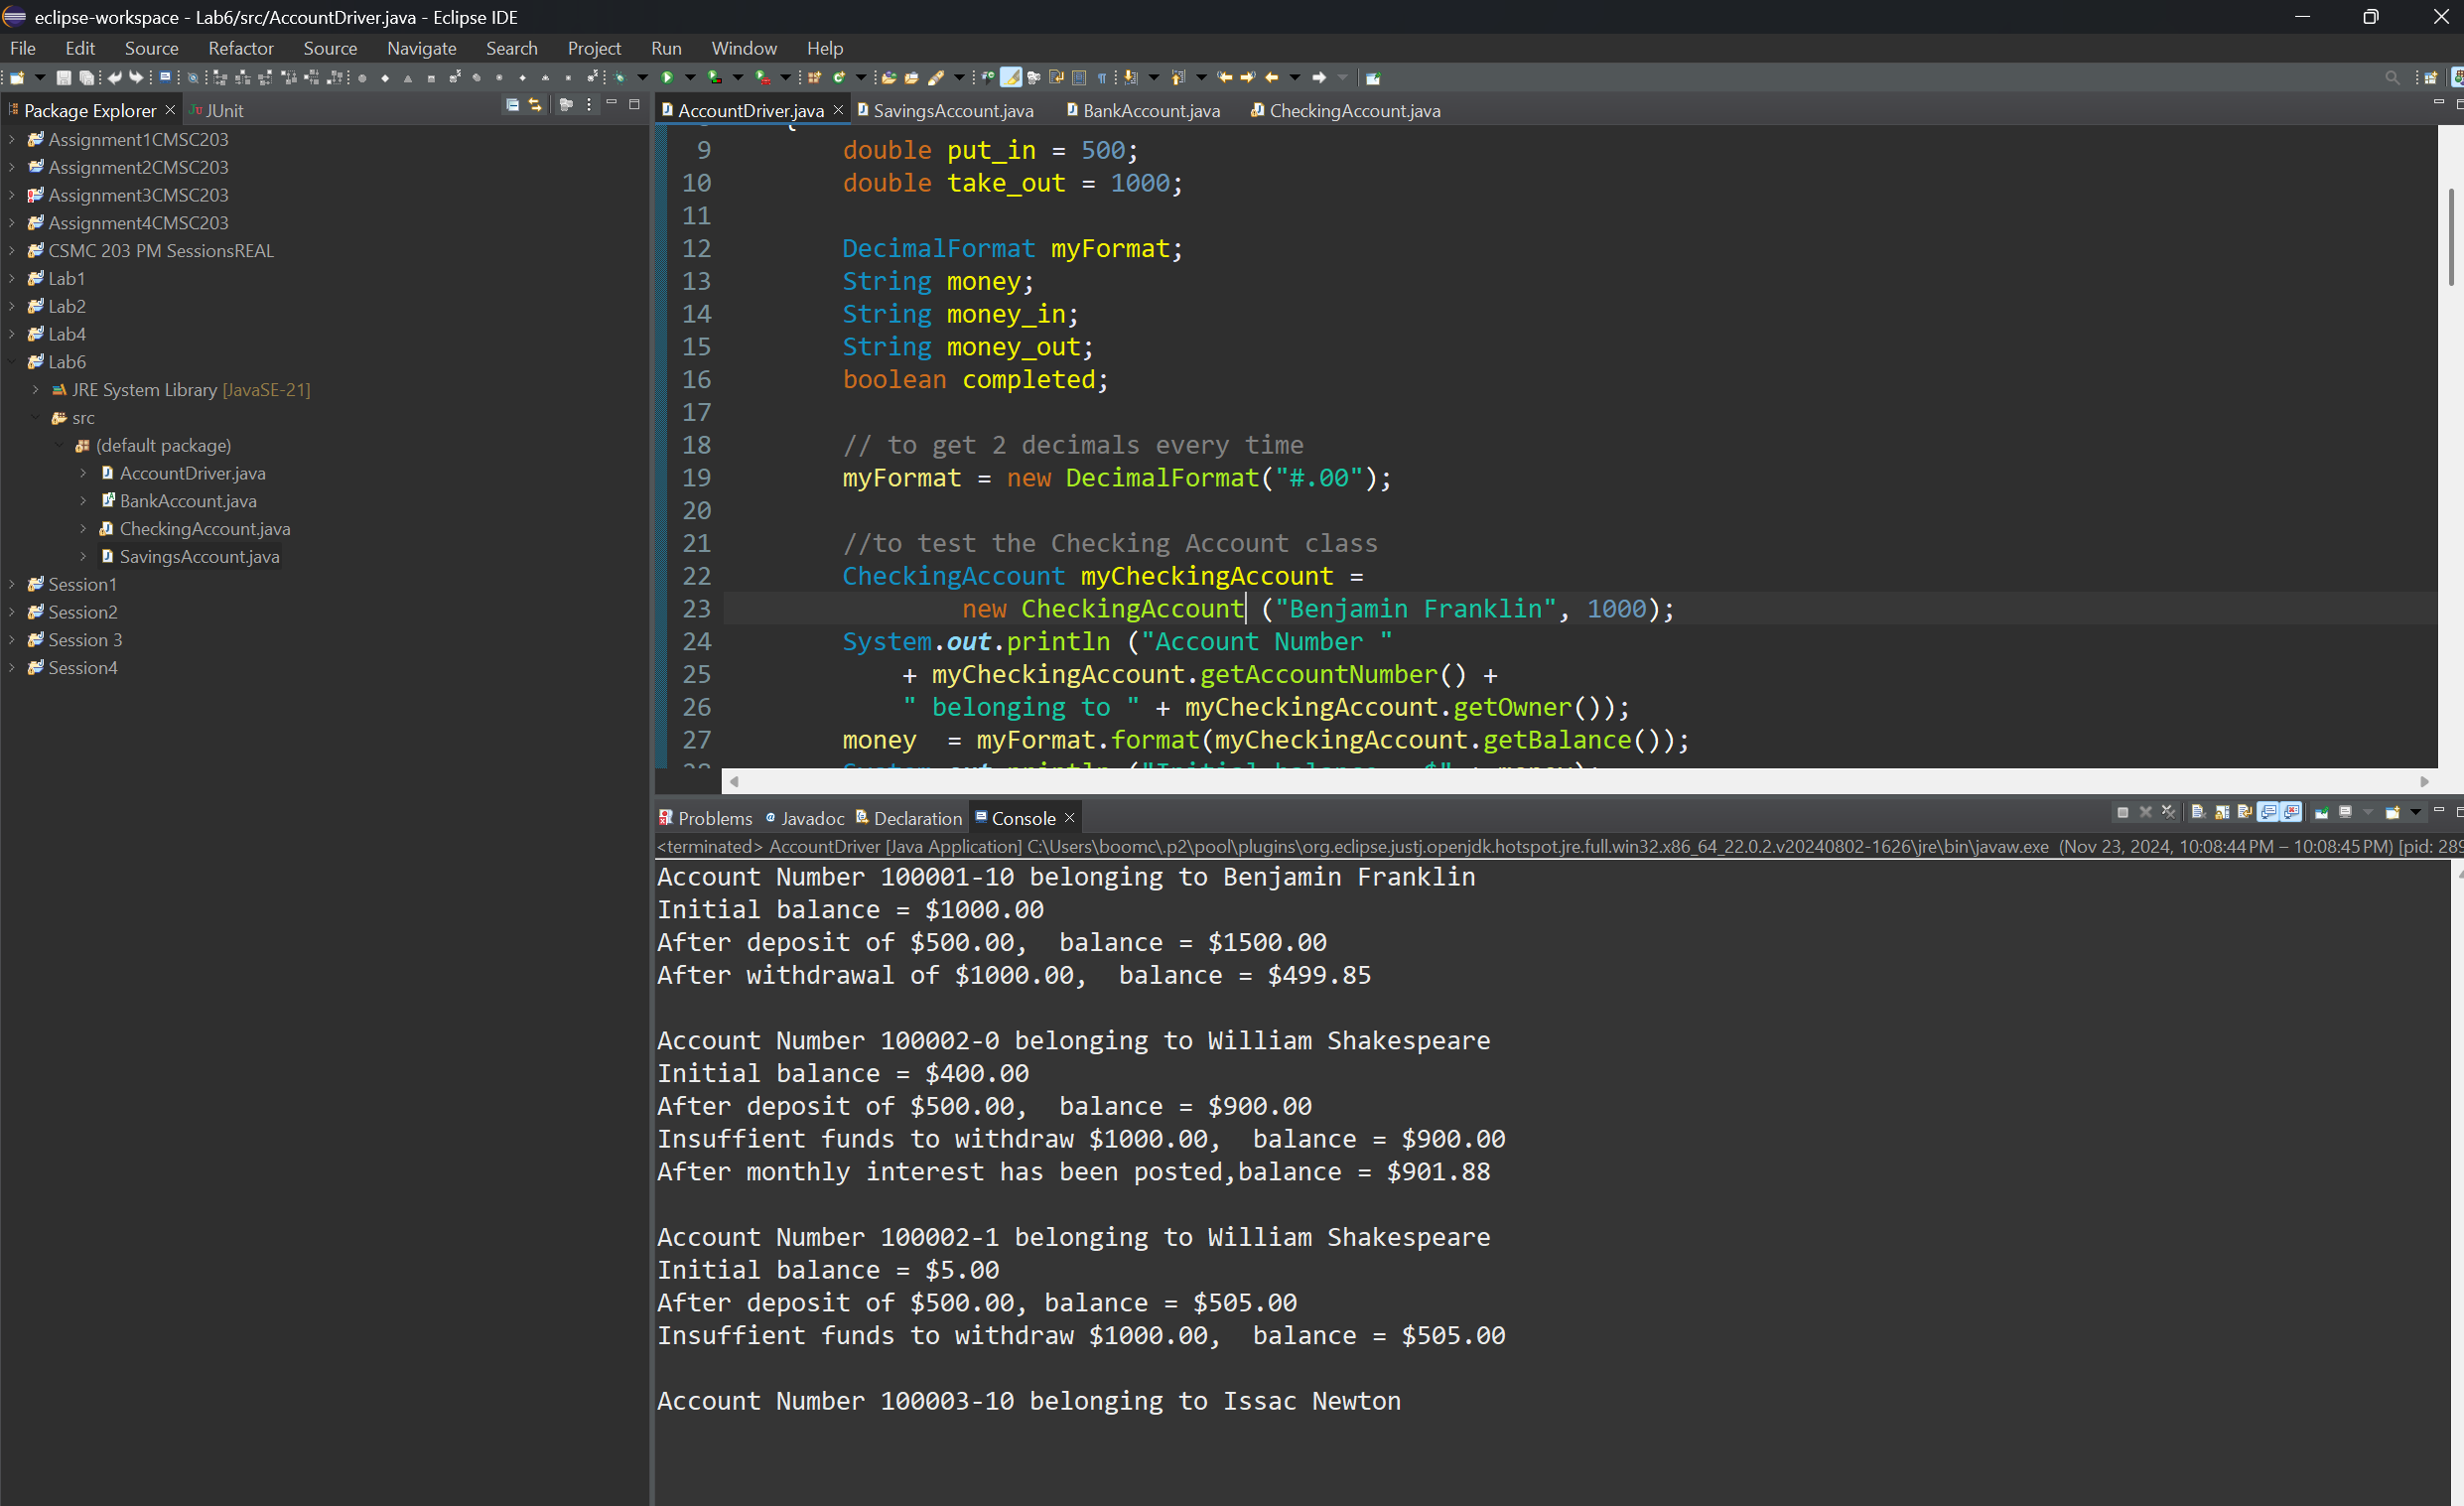 eclipse-workspace - Lab6/src/AccountDriver.java - Eclipse IDE
File Edit Source Refactor Source Navigate Search Project Run Window Help
Package Explorer JUnit
Assignment1CMSC203
Assignment2CMSC203
Assignment3CMSC203
Assignment4CMSC203
CSMC 203 PM SessionsREAL
Lab1
Lab2
Lab4
Lab6
JRE System Library [JavaSE-21]
src
(default package)
AccountDriver.java
BankAccount.java
CheckingAccount.java
SavingsAccount.java
Session1
Session2
Session 3
Session4
AccountDriver.java SavingsAccount.java BankAccount.java CheckingAccount.java
9 double put_in = 500;
10 double take_out = 1000;
11
12 DecimalFormat myFormat;
13 String money;
14 String money_in;
15 String money_out;
16 boolean completed;
17
18 // to get 2 decimals every time
19 myFormat = new DecimalFormat("#.00");
20
21 //to test the Checking Account class
22 CheckingAccount myCheckingAccount =
23 new CheckingAccount ("Benjamin Franklin", 1000);
24 System.out.println ("Account Number "
25 + myCheckingAccount.getAccountNumber() +
26 " belonging to " + myCheckingAccount.getOwner());
27 money = myFormat.format(myCheckingAccount.getBalance());
Problems Javadoc Declaration Console
<terminated> AccountDriver [Java Application] C:\Users\boomc\.p2\pool\plugins\org.eclipse.justj.openjdk.hotspot.jre.full.win32.x86_64_22.0.2.v20240802-1626\jre\bin\javaw.exe (Nov 23, 2024, 10:08:44 PM – 10:08:45 PM) [pid: 289
Account Number 100001-10 belonging to Benjamin Franklin
Initial balance = $1000.00
After deposit of $500.00,  balance = $1500.00
After withdrawal of $1000.00,  balance = $499.85
Account Number 100002-0 belonging to William Shakespeare
Initial balance = $400.00
After deposit of $500.00,  balance = $900.00
Insuffient funds to withdraw $1000.00,  balance = $900.00
After monthly interest has been posted,balance = $901.88
Account Number 100002-1 belonging to William Shakespeare
Initial balance = $5.00
After deposit of $500.00, balance = $505.00
Insuffient funds to withdraw $1000.00,  balance = $505.00
Account Number 100003-10 belonging to Issac Newton